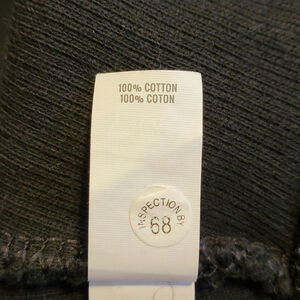 100% COTTON
100% COTON
INSPECTION BY
68